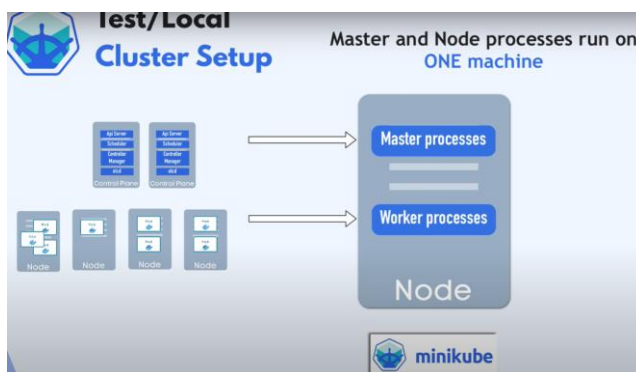 Test/Local
Cluster Setup
Master and Node processes run on
ONE machine
Api Server
Scheduler
Controller
Manager
etcd
Control Plane
Api Server
Scheduler
Controller
Manager
etcd
Control Plane
Master processes
Worker processes
Node
Node
Node
Node
Node
minikube